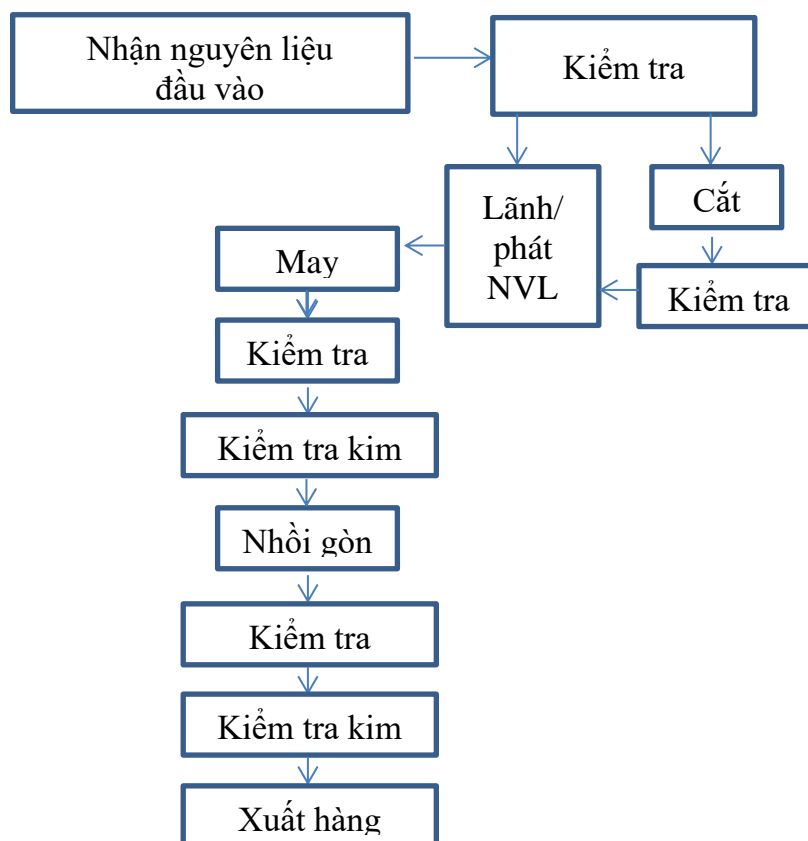 Nhận nguyên liệu
đầu vào
Kiểm tra
Lãnh/
phát
NVL
Cắt
Kiểm tra
May
Kiểm tra
Kiểm tra kim
Nhồi gòn
Kiểm tra
Kiểm tra kim
Xuất hàng